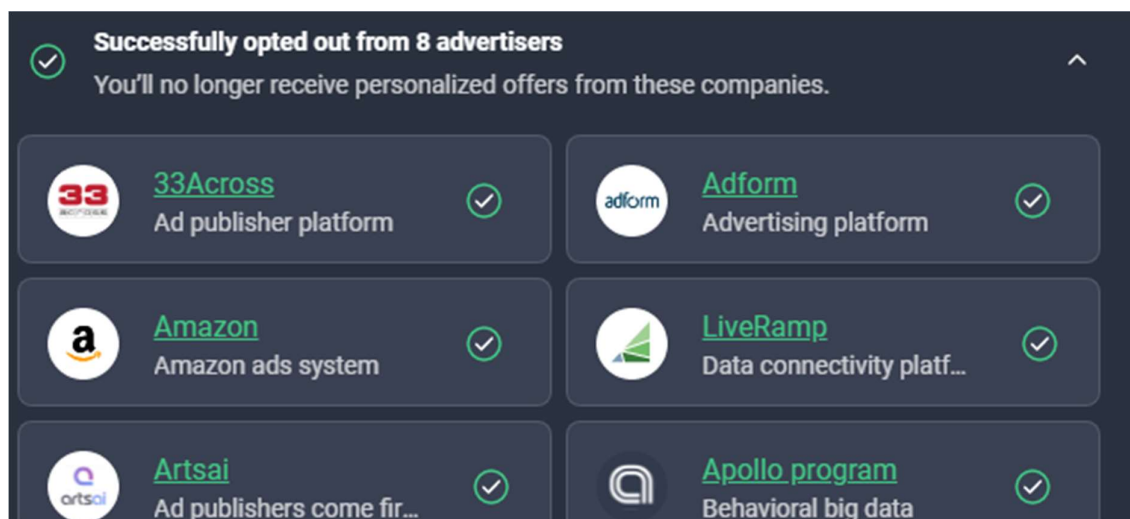 Successfully opted out from 8 advertisers
You'll no longer receive personalized offers from these companies.
33
33Across
Ad publisher platform
adform
Adform
Advertising platform
a
Amazon
Amazon ads system
LiveRamp
Data connectivity platf...
artsai
Artsai
Ad publishers come fir...
Apollo program
Behavioral big data